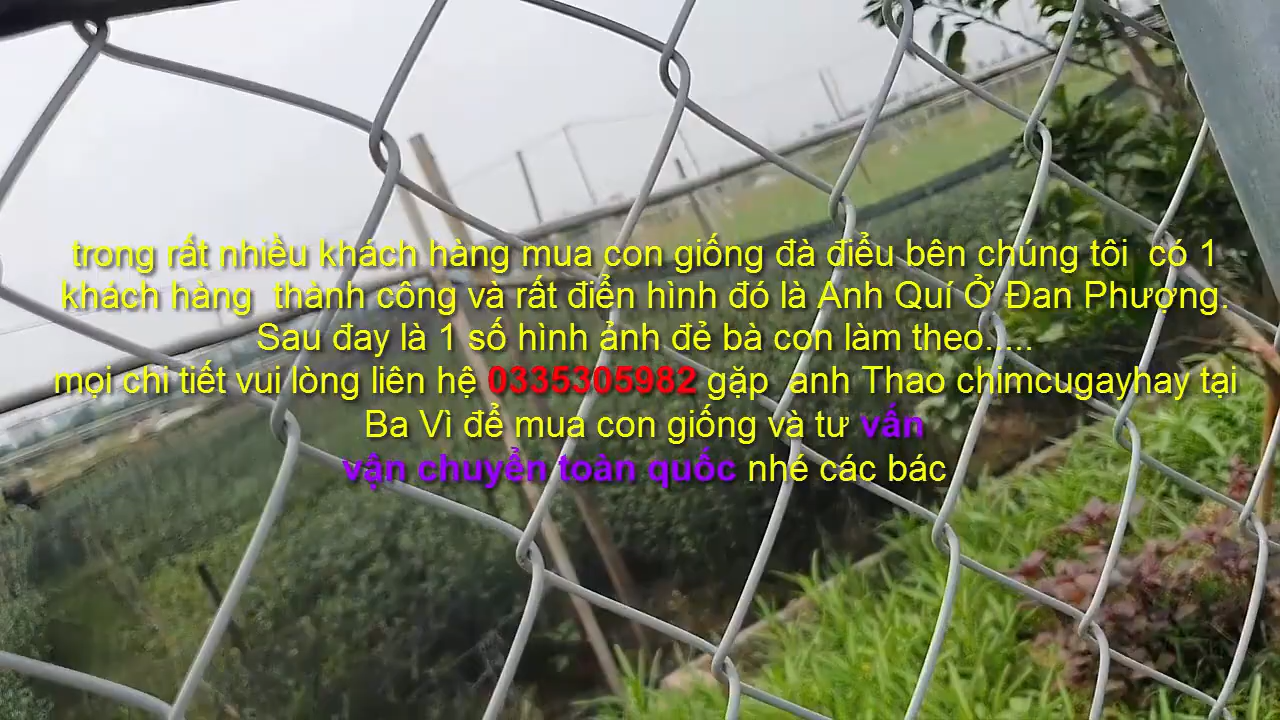 trong rất nhiều khách hàng mua con giống đà điểu bên chúng tôi có 1
khách hàng thành công và rất điển hình đó là Anh Quí Ở Đan Phượng.
Sau đay là 1 số hình ảnh đẻ bà con làm theo....
mọi chi tiết vui lòng liên hệ 0335305982 gặp anh Thao chimcugayhay tại
Ba Vì để mua con giống và tư vấn
vận chuyển toàn quốc nhé các bác